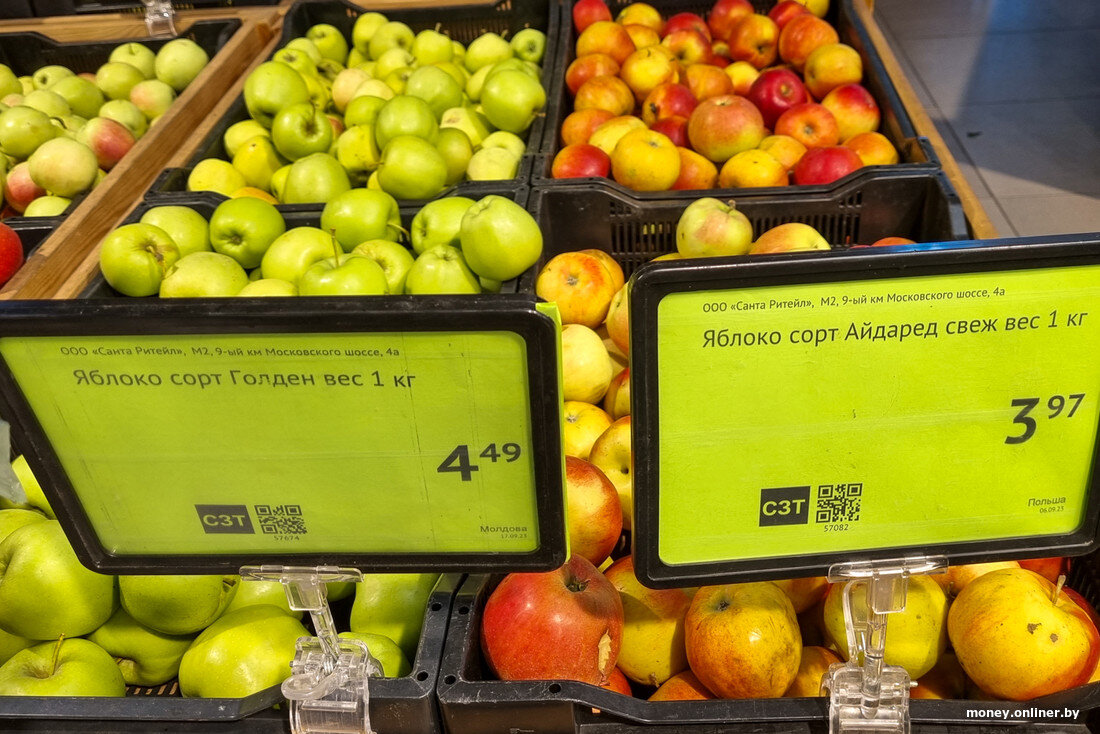 ООО «Санта Ритейл», М2, 9-ый км Московского шоссе, 4а
Яблоко сорт Голден вес 1 кг
4 49
СЗТ
57674
Молдова
17.09.23
ООО «Санта Ритейл», М2, 9-ый км Московского шоссе, 4а
Яблоко сорт Айдаред свеж вес 1 кг
3 97
СЗТ
57082
Польша
06.09.23
money.onliner.by